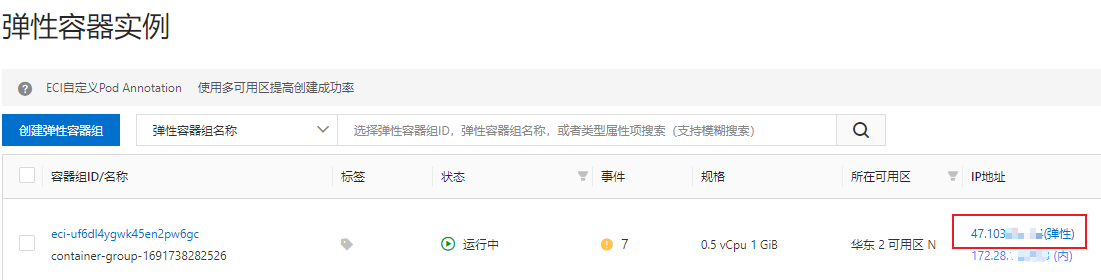 弹性容器实例
ECI自定义Pod Annotation 使用多可用区提高创建成功率
创建弹性容器组 弹性容器组名称 选择弹性容器组ID，弹性容器组名称，或者类型属性项搜索（支持模糊搜索）
容器组ID/名称 标签 状态 事件 规格 所在可用区 IP地址
eci-uf6dl4ygwk45en2pw6gc
container-group-1691738282526
运行中 7 0.5 vCpu 1 GiB 华东 2 可用区 N
47.103 (弹性)
172.28. (内)